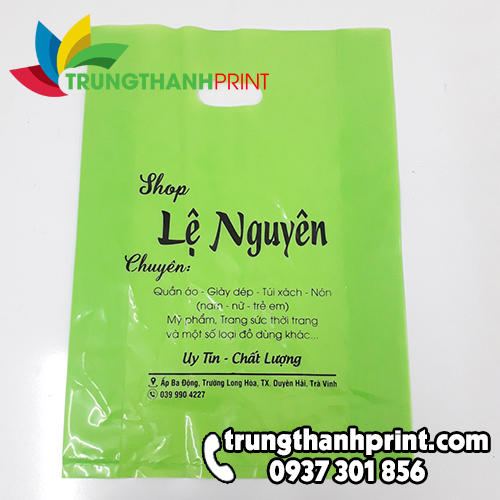 TRUNGTHANHPRINT
Shop
Lệ Nguyên
Chuyên:
Quần áo - Giày dép - Túi xách - Nón
(nam - nữ - trẻ em)
Mỹ phẩm, Trang sức thời trang
và một số loại đồ dùng khác...
Uy Tín - Chất Lượng
Ấp Ba Động, Trường Long Hòa, TX. Duyên Hải, Trà Vinh
039 990 4227
trungthanhprint.com
0937 301 856